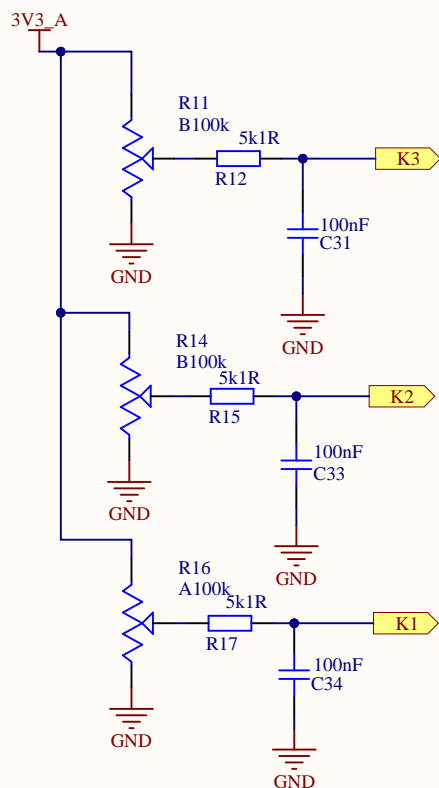 3V3_A
R11
B100k
5k1R
R12
K3
100nF
C31
GND
GND
R14
B100k
5k1R
R15
K2
100nF
C33
GND
GND
R16
A100k
5k1R
R17
K1
100nF
C34
GND
GND